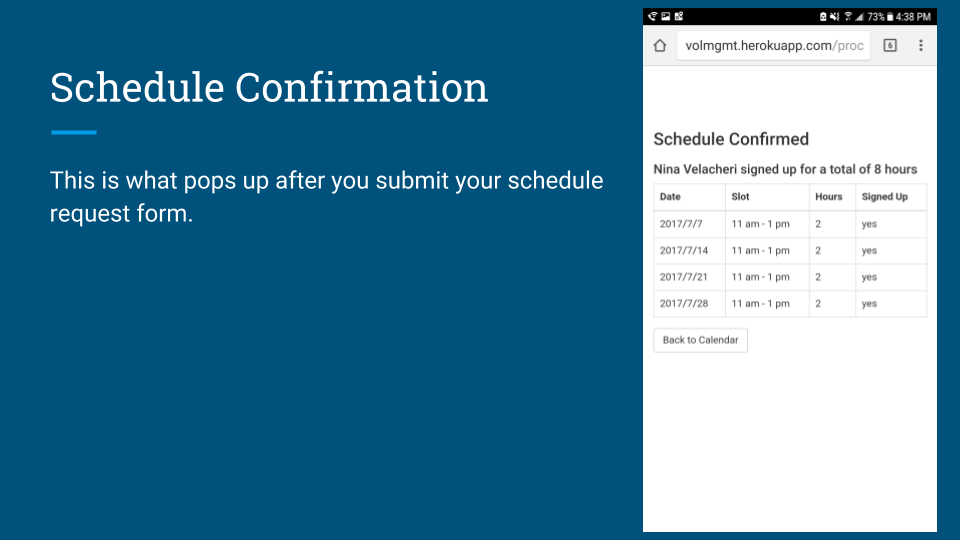 Schedule Confirmation
This is what pops up after you submit your schedule
request form.
73% 4:38 PM
volmgmt.herokuapp.com/proc
6
Schedule Confirmed
Nina Velacheri signed up for a total of 8 hours
Date Slot Hours Signed Up
2017/7/7 11 am - 1 pm 2 yes
2017/7/14 11 am - 1 pm 2 yes
2017/7/21 11 am - 1 pm 2 yes
2017/7/28 11 am - 1 pm 2 yes
Back to Calendar